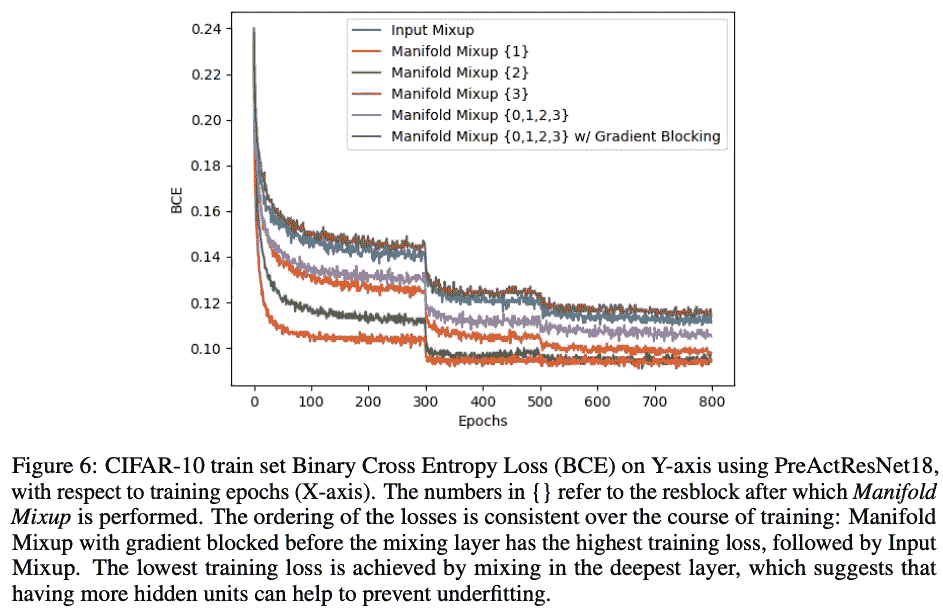 0.24
0.22
0.20
0.18
0.16
0.14
0.12
0.10
BCE
Input Mixup
Manifold Mixup {1}
Manifold Mixup {2}
Manifold Mixup {3}
Manifold Mixup {0,1,2,3}
Manifold Mixup {0,1,2,3} w/ Gradient Blocking
0 100 200 300 400 500 600 700 800
Epochs
Figure 6: CIFAR-10 train set Binary Cross Entropy Loss (BCE) on Y-axis using PreActResNet18,
with respect to training epochs (X-axis). The numbers in {} refer to the resblock after which Manifold
Mixup is performed. The ordering of the losses is consistent over the course of training: Manifold
Mixup with gradient blocked before the mixing layer has the highest training loss, followed by Input
Mixup. The lowest training loss is achieved by mixing in the deepest layer, which suggests that
having more hidden units can help to prevent underfitting.